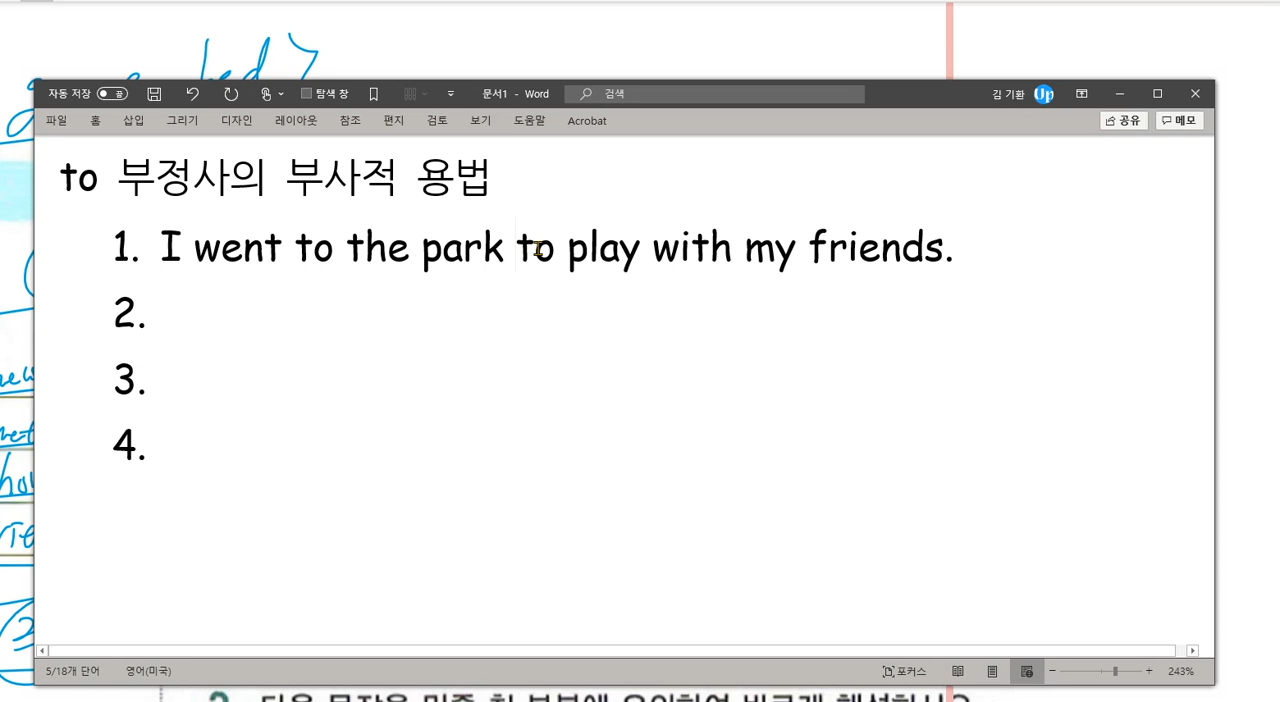 bed?
자동 저장 끔 탐색 창 문서1 - Word 검색 김 기환 Up
파일 홈 삽입 그리기 디자인 레이아웃 참조 편지 검토 보기 도움말 Acrobat 공유 메모
to 부정사의 부사적 용법
1. I went to the park to play with my friends.
2.
3.
4.
5/18개 단어 영어(미국) 포커스 243%